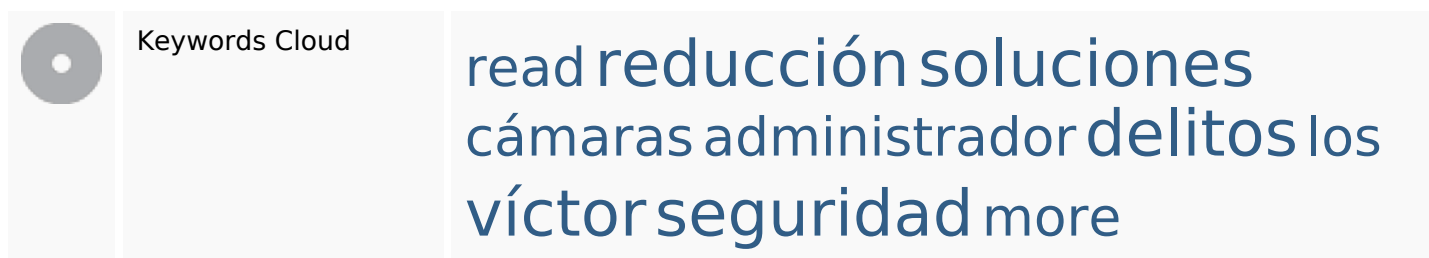 Keywords Cloud
read reducción soluciones
cámaras administrador delitos los
víctor seguridad more